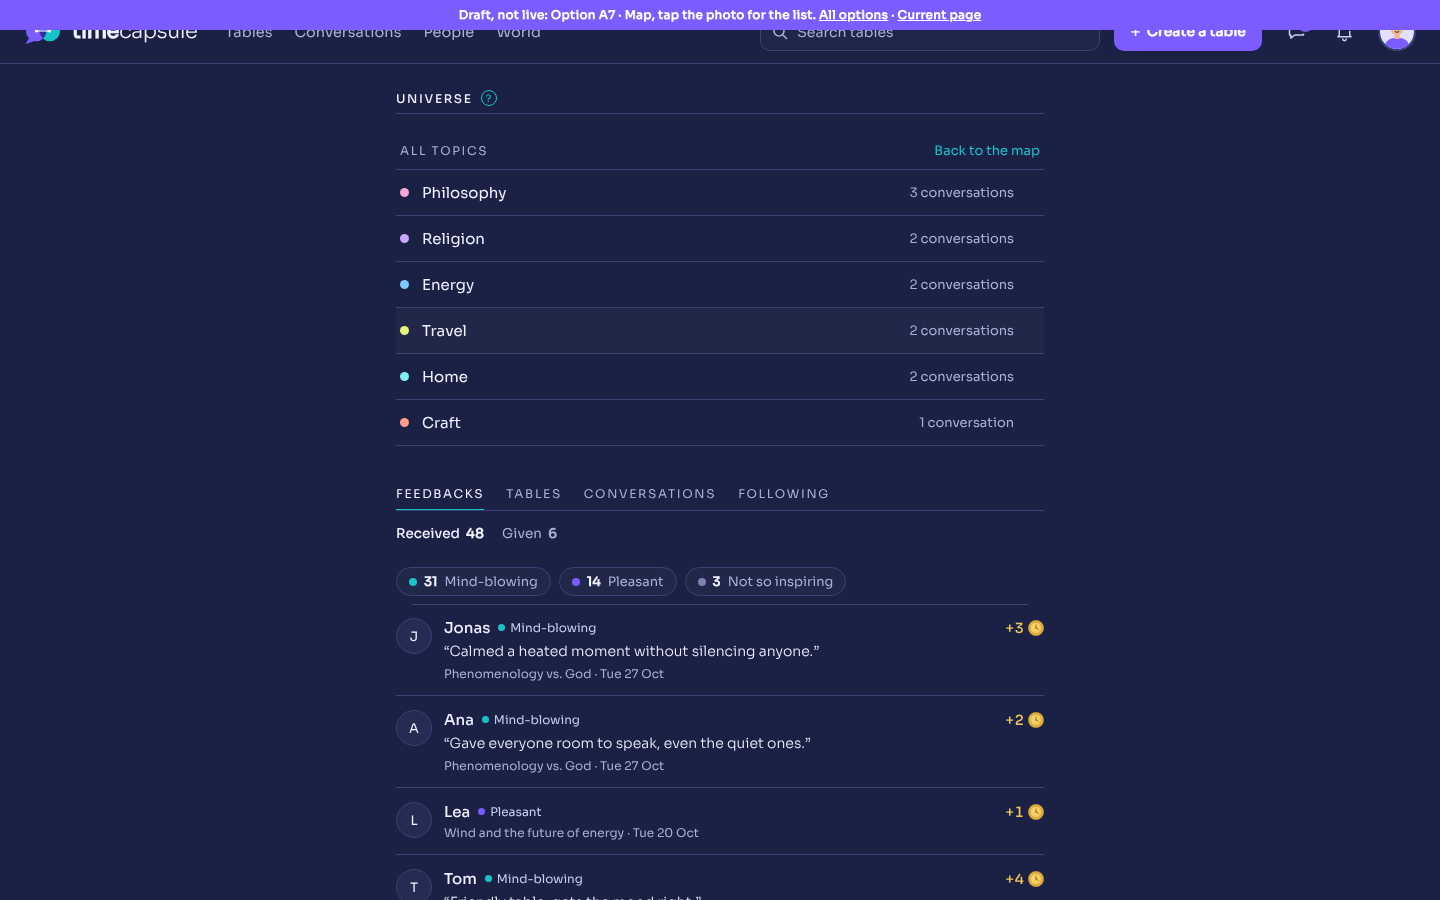 Draft, not live: Option A7 · Map, tap the photo for the list. All options · Current page
timecapsule Tables Conversations People World Search tables + Create a table
UNIVERSE ?
ALL TOPICS Back to the map
Philosophy 3 conversations
Religion 2 conversations
Energy 2 conversations
Travel 2 conversations
Home 2 conversations
Craft 1 conversation
FEEDBACKS TABLES CONVERSATIONS FOLLOWING
Received 48 Given 6
31 Mind-blowing 14 Pleasant 3 Not so inspiring
J Jonas Mind-blowing +3
“Calmed a heated moment without silencing anyone.”
Phenomenology vs. God · Tue 27 Oct
A Ana Mind-blowing +2
“Gave everyone room to speak, even the quiet ones.”
Phenomenology vs. God · Tue 27 Oct
L Lea Pleasant +1
Wind and the future of energy · Tue 20 Oct
T Tom Mind-blowing +4
“Friendly table, gets the mood right.”